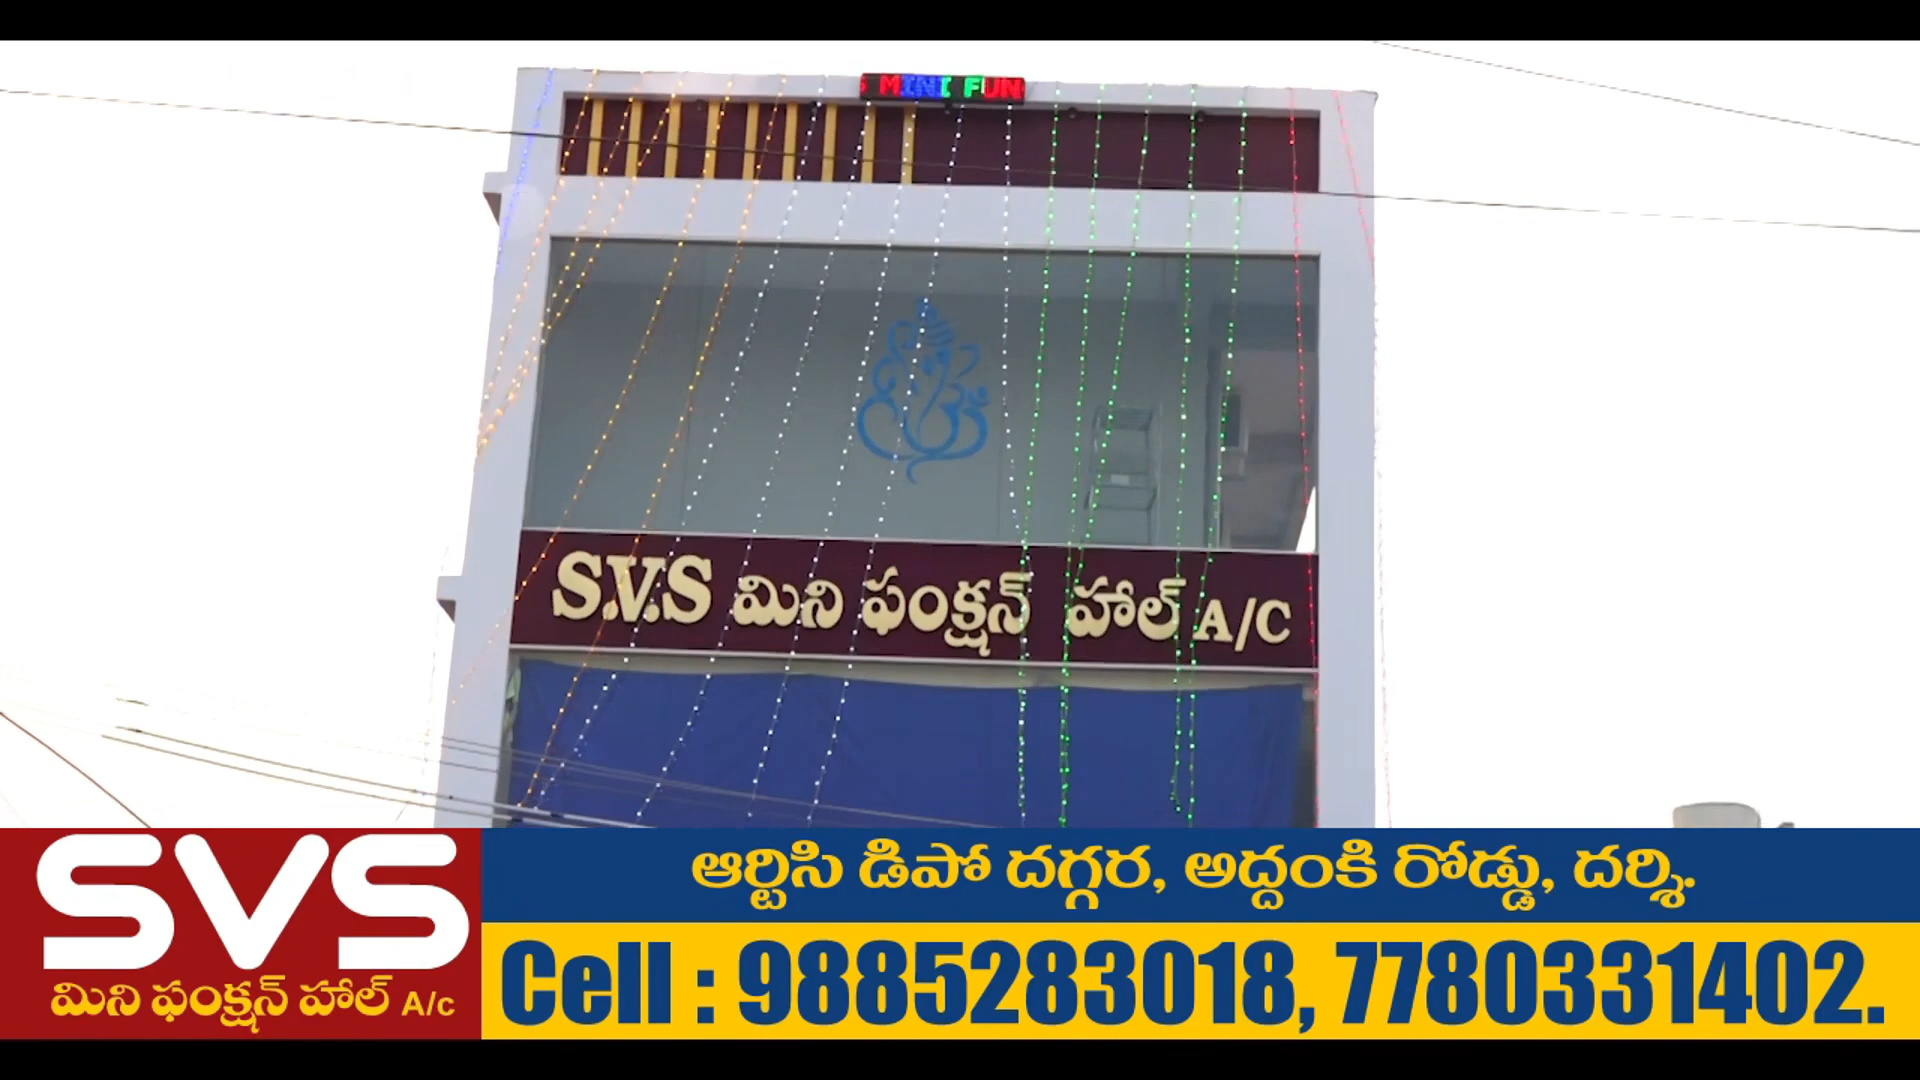 S MINI FUN
S.V.S మిని ఫంక్షన్ హాల్ A/C
SVS
మిని ఫంక్షన్ హాల్ A/c
ఆర్టిసి డిపో దగ్గర, అద్దంకి రోడ్డు, దర్శి.
Cell : 9885283018, 7780331402.